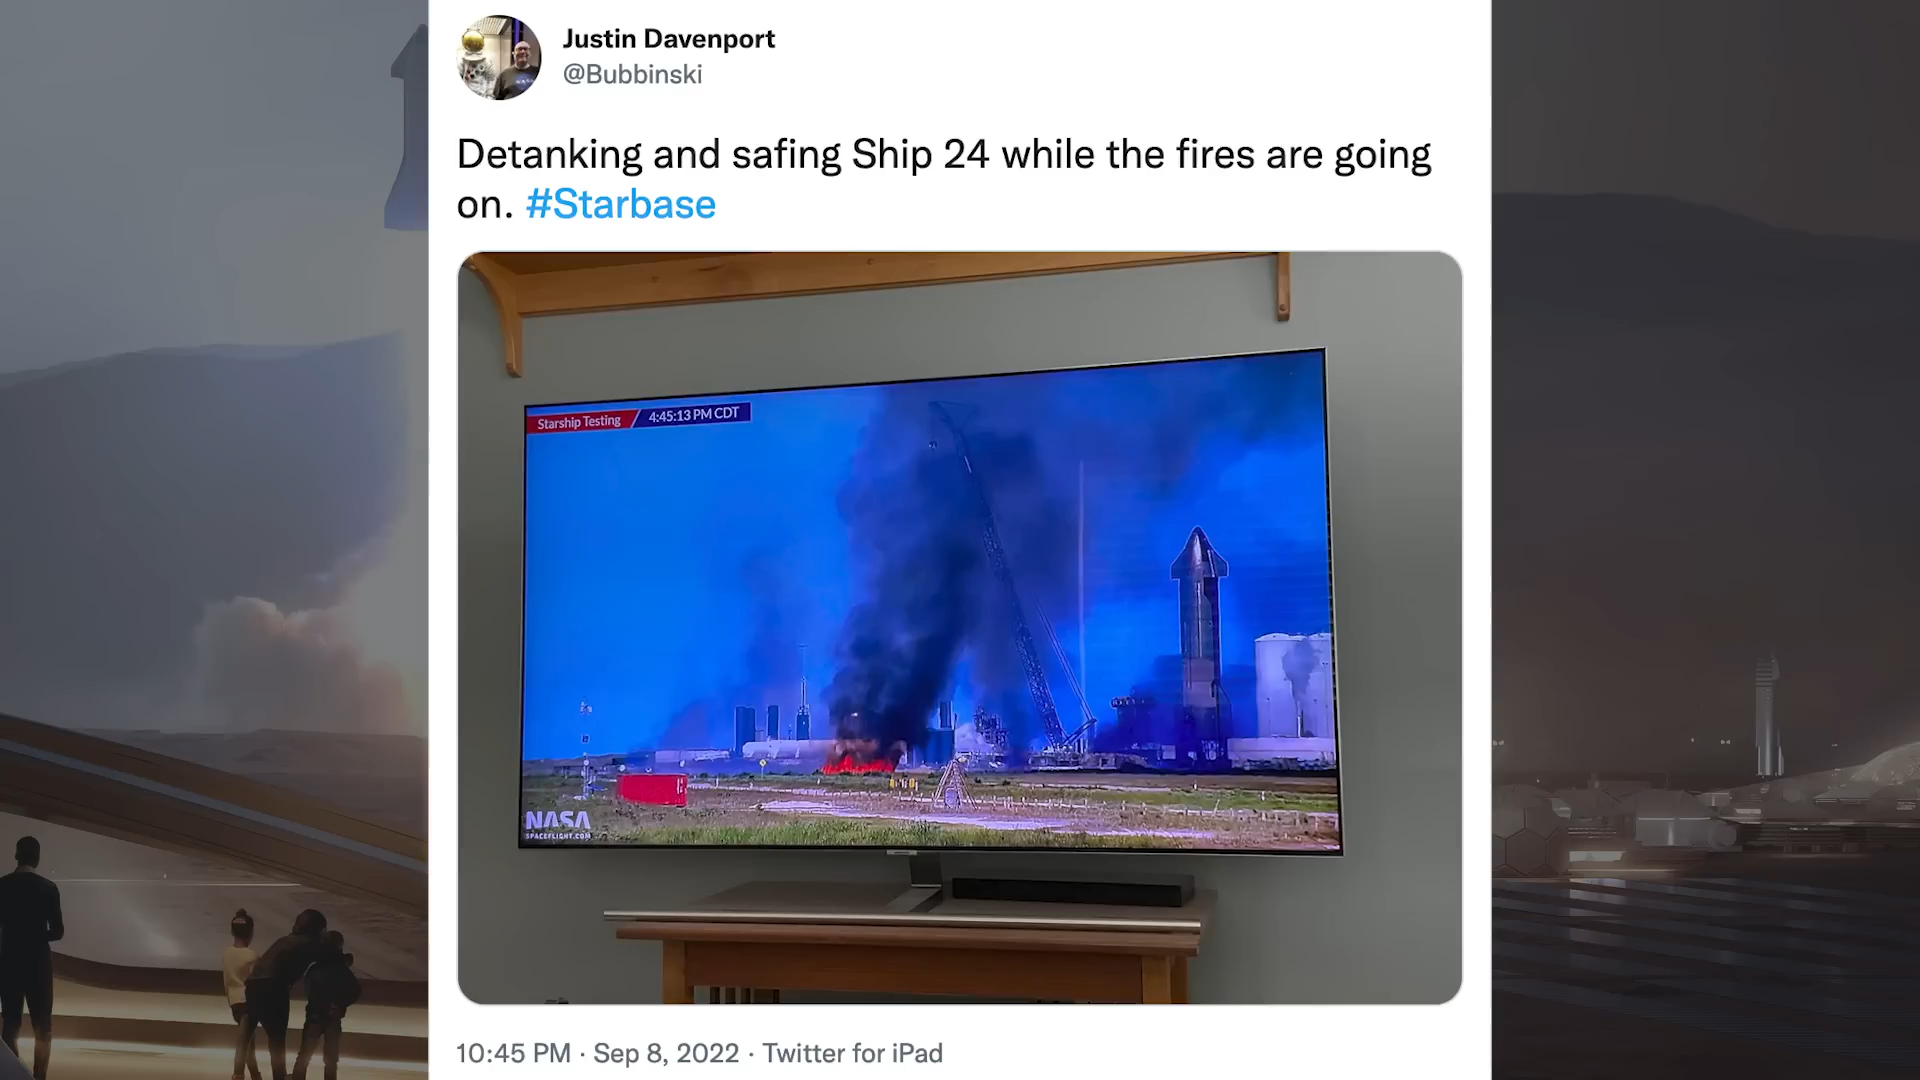 Justin Davenport
@Bubbinski
Detanking and safing Ship 24 while the fires are going
on. #Starbase
Starship Testing 4:45:13 PM CDT
NASA
SPACEFLIGHT.COM
10:45 PM · Sep 8, 2022 · Twitter for iPad